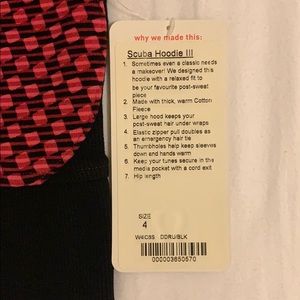 why we made this:
Scuba Hoodie III
1. Sometimes even a classic needs
a makeover! We designed this
hoodie with a relaxed fit to
be your favourite post-sweat
piece
2. Made with thick, warm Cotton
Fleece
3. Large hood keeps your
post-sweat hair under wraps
4. Elastic zipper pull doubles as
an emergency hair tie
5. Thumbholes help keep sleeves
down and hands warm
6. Keep your tunes secure in the
media pocket with a cord exit
7. Hip length
SIZE
4
W4IC8S DDRU/BLK
000003650570